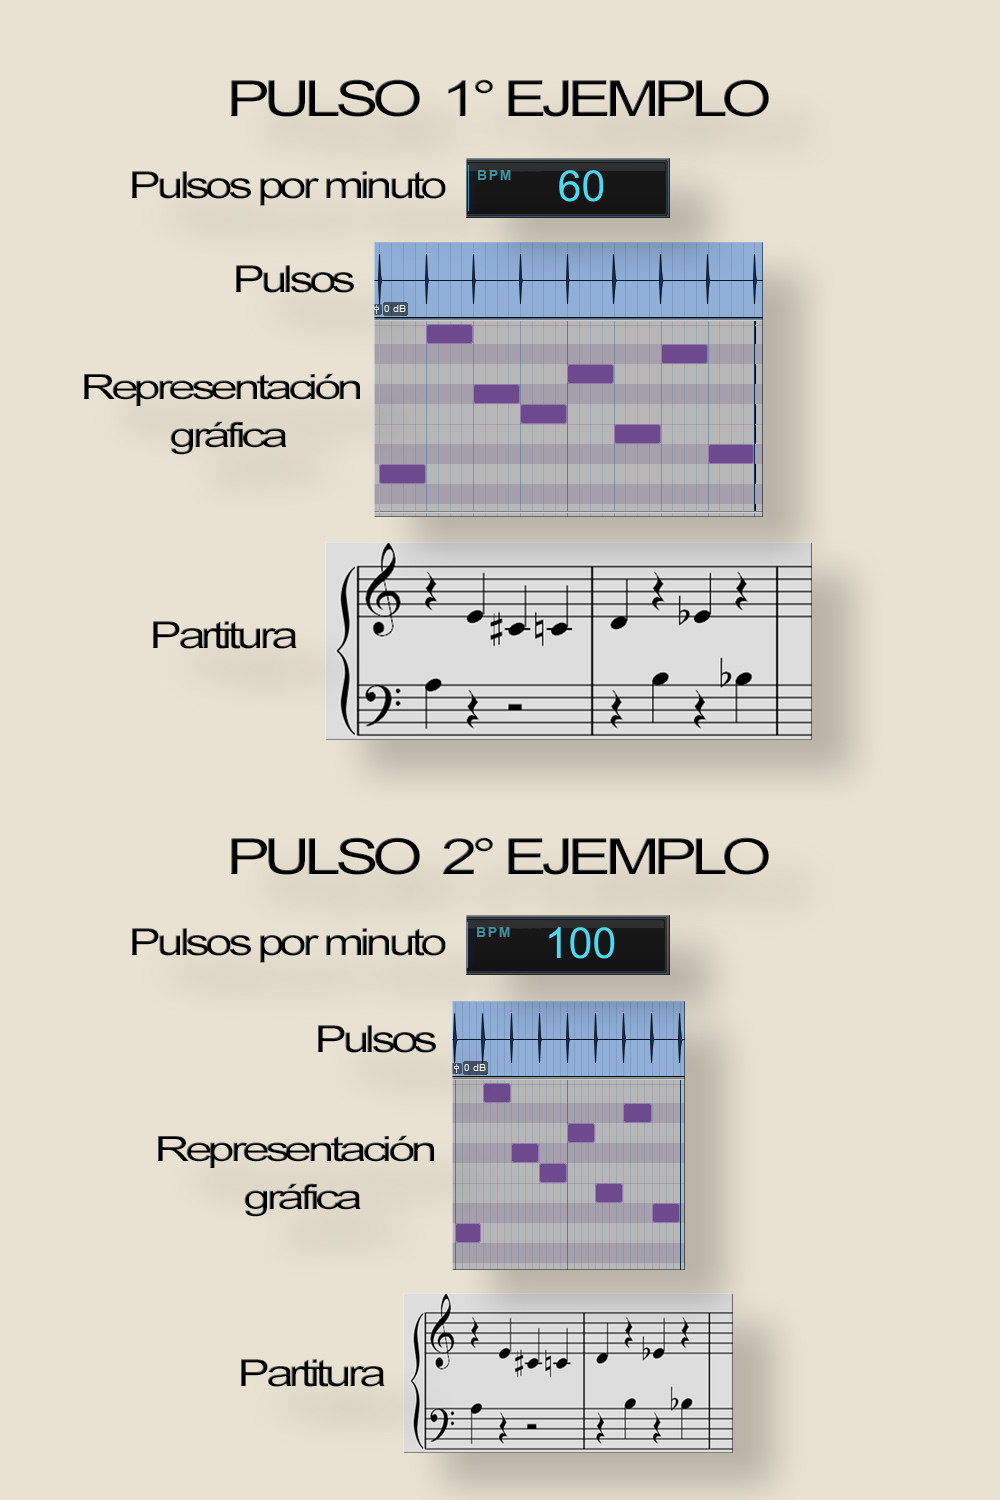 PULSO 1° EJEMPLO
Pulsos por minuto BPM 60
Pulsos
0 dB
Representación
gráfica
Partitura
PULSO 2° EJEMPLO
Pulsos por minuto BPM 100
Pulsos
0 dB
Representación
gráfica
Partitura